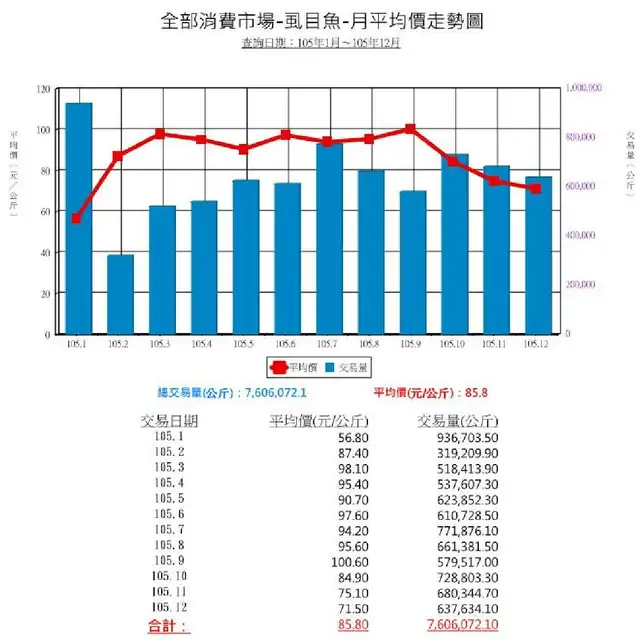 全部消費市場-虱目魚-月平均價走勢圖
查詢日期：105年1月～105年12月
平均價（元／公斤）
交易量（公斤）
120
100
80
60
40
20
0
1,000,000
800,000
600,000
400,000
200,000
0
105.1 105.2 105.3 105.4 105.5 105.6 105.7 105.8 105.9 105.10 105.11 105.12
平均價 交易量
總交易量(公斤)：7,606,072.1 平均價(元/公斤)：85.8
交易日期 平均價(元/公斤) 交易量(公斤)
105.1 56.80 936,703.50
105.2 87.40 319,209.90
105.3 98.10 518,413.90
105.4 95.40 537,607.30
105.5 90.70 623,852.30
105.6 97.60 610,728.50
105.7 94.20 771,876.10
105.8 95.60 661,381.50
105.9 100.60 579,517.00
105.10 84.90 728,803.30
105.11 75.10 680,344.70
105.12 71.50 637,634.10
合計： 85.80 7,606,072.10